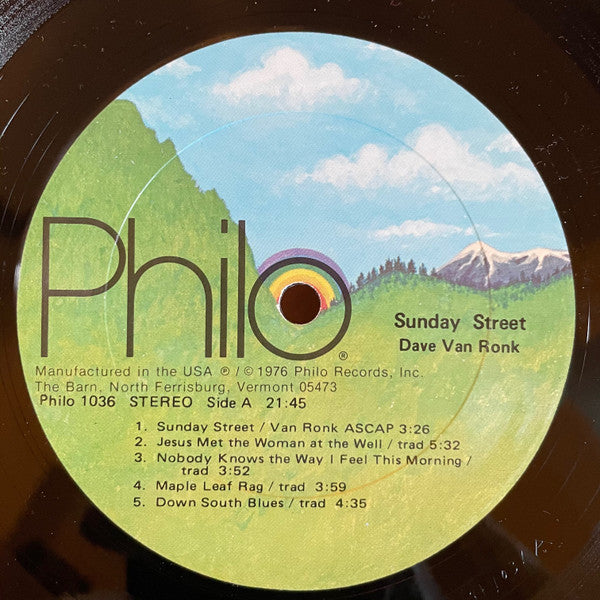 Philo®
Sunday Street
Dave Van Ronk
Manufactured in the USA ℗ / © 1976 Philo Records, Inc.
The Barn, North Ferrisburg, Vermont 05473
Philo 1036 STEREO Side A 21:45
1. Sunday Street / Van Ronk ASCAP 3:26
2. Jesus Met the Woman at the Well / trad 5:32
3. Nobody Knows the Way I Feel This Morning /
trad 3:52
4. Maple Leaf Rag / trad 3:59
5. Down South Blues / trad 4:35